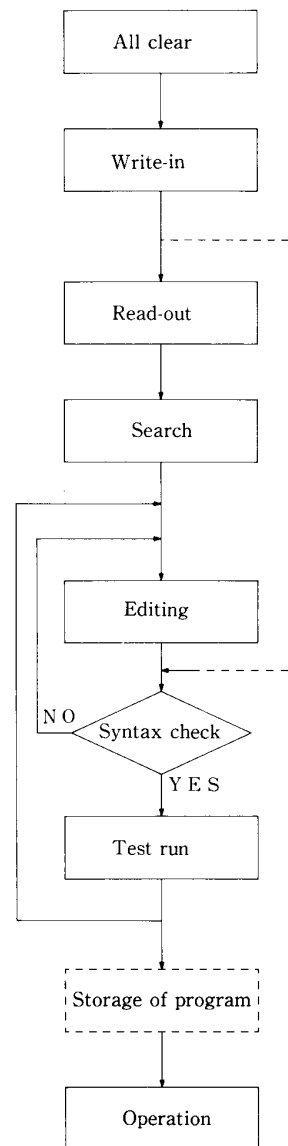 All clear
Write-in
Read-out
Search
Editing
NO
Syntax check
YES
Test run
Storage of program
Operation